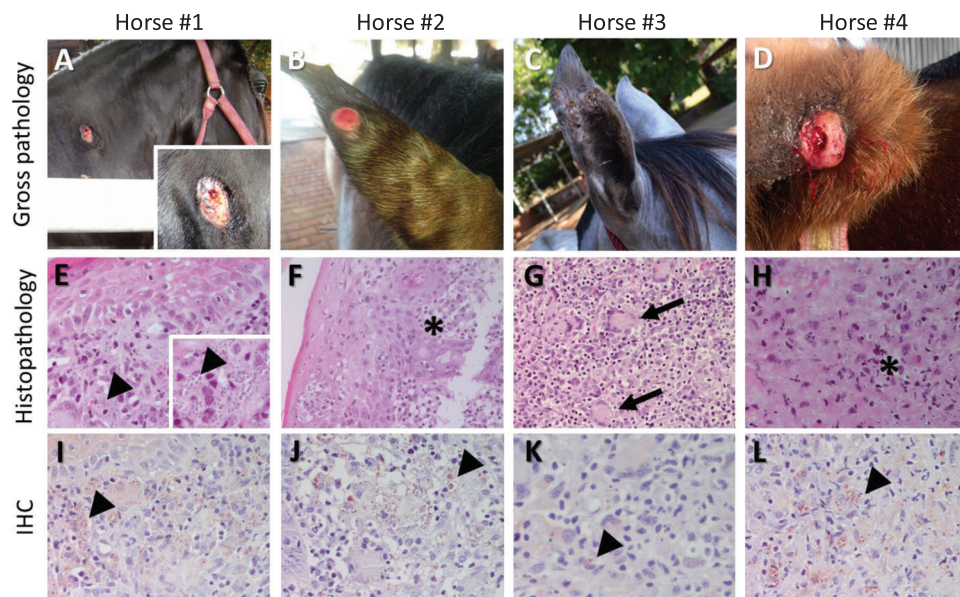 Horse #1 Horse #2 Horse #3 Horse #4
Gross pathology
A B C D
Histopathology
E F G H
* *
IHC
I J K L